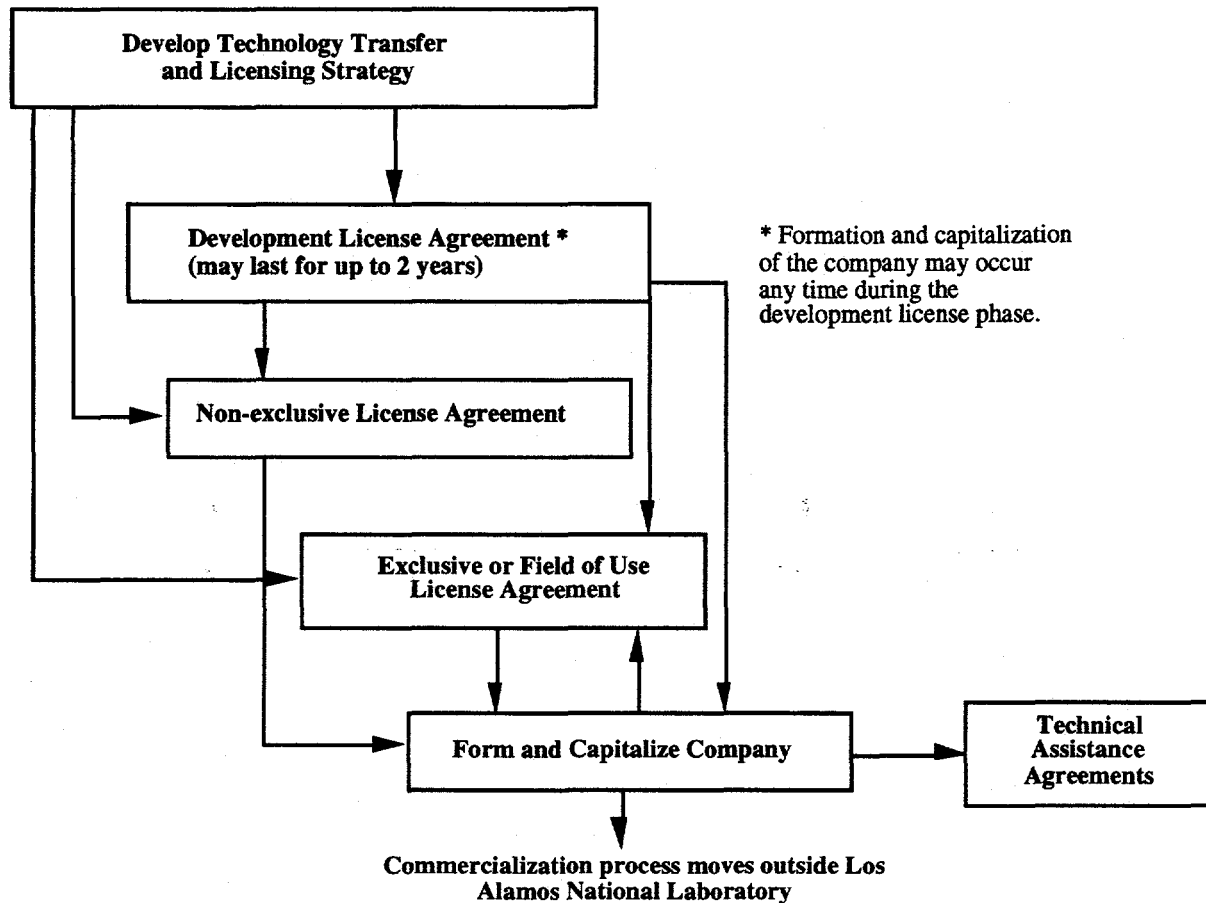 Develop Technology Transfer
and Licensing Strategy
Development License Agreement *
(may last for up to 2 years)
* Formation and capitalization
of the company may occur
any time during the
development license phase.
Non-exclusive License Agreement
Exclusive or Field of Use
License Agreement
Form and Capitalize Company
Technical
Assistance
Agreements
Commercialization process moves outside Los
Alamos National Laboratory